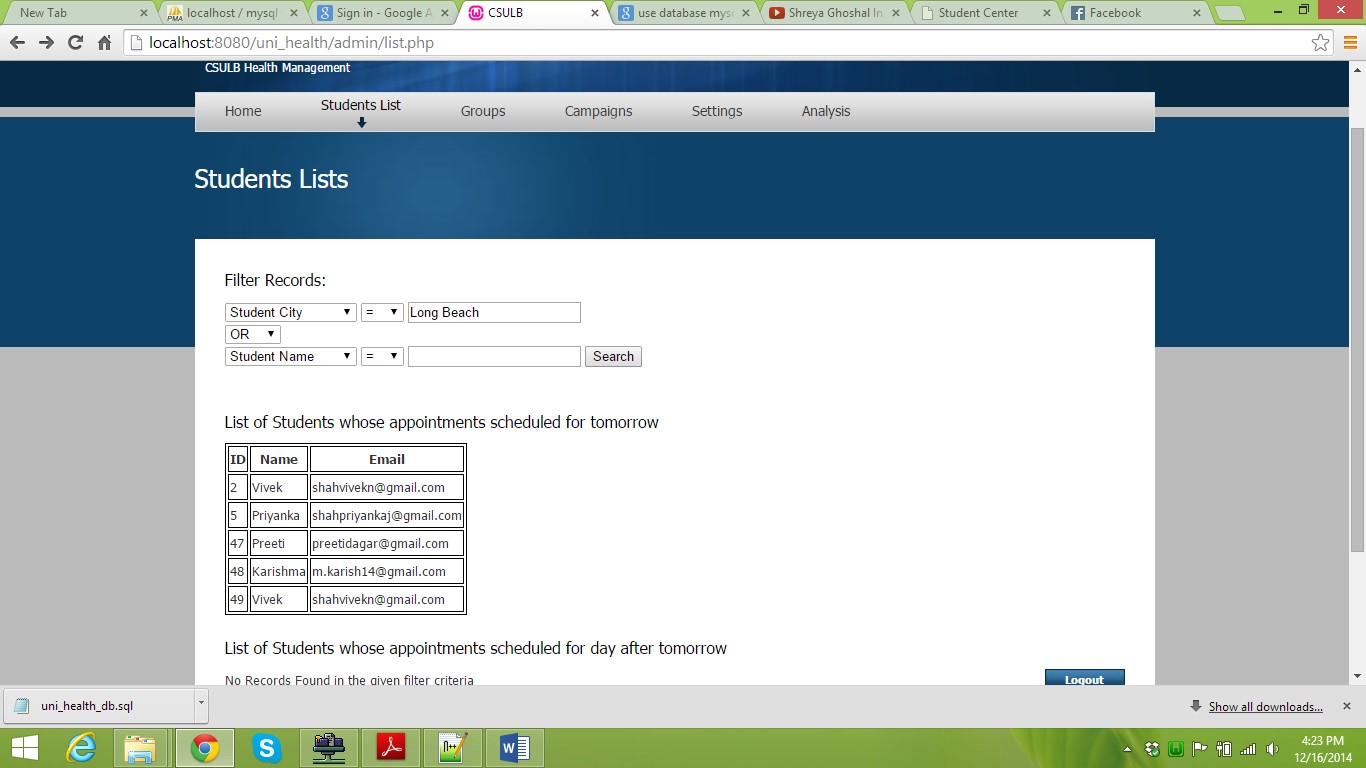 New Tab
localhost / mysql
Sign in - Google A
CSULB
use database mysq
Shreya Ghoshal In
Student Center
Facebook
localhost:8080/uni_health/admin/list.php
CSULB Health Management
Home Students List Groups Campaigns Settings Analysis
Students Lists
Filter Records:
Student City = Long Beach
OR
Student Name = Search
List of Students whose appointments scheduled for tomorrow
ID Name Email
2 Vivek shahvivekn@gmail.com
5 Priyanka shahpriyankaj@gmail.com
47 Preeti preetidagar@gmail.com
48 Karishma m.karish14@gmail.com
49 Vivek shahvivekn@gmail.com
List of Students whose appointments scheduled for day after tomorrow
No Records Found in the given filter criteria
Logout
uni_health_db.sql
Show all downloads...
4:23 PM
12/16/2014